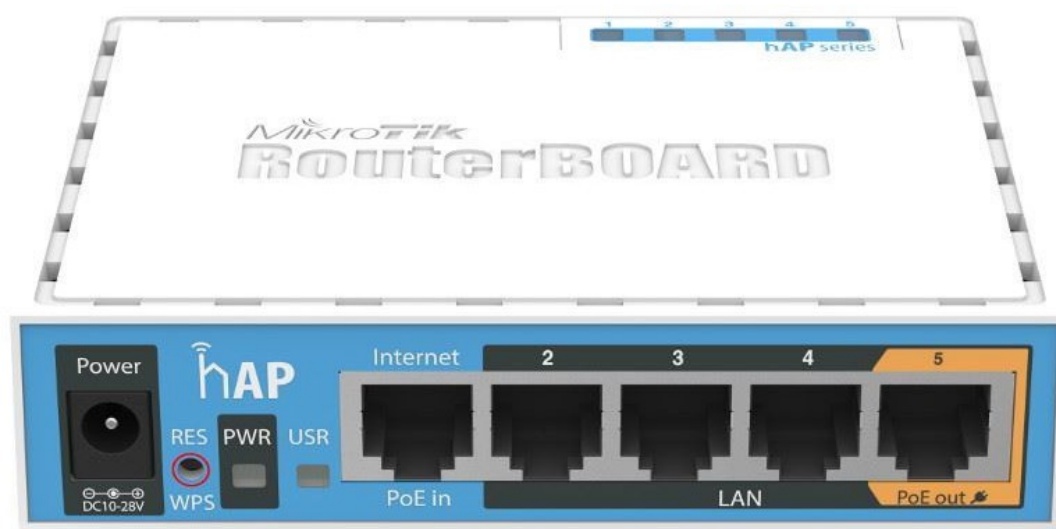 1 2 3 4 5
hAP series
MikroTik
RouterBOARD
Power
hAP
Internet 2 3 4 5
RES PWR USR
WPS
DC10-28V
PoE in LAN PoE out